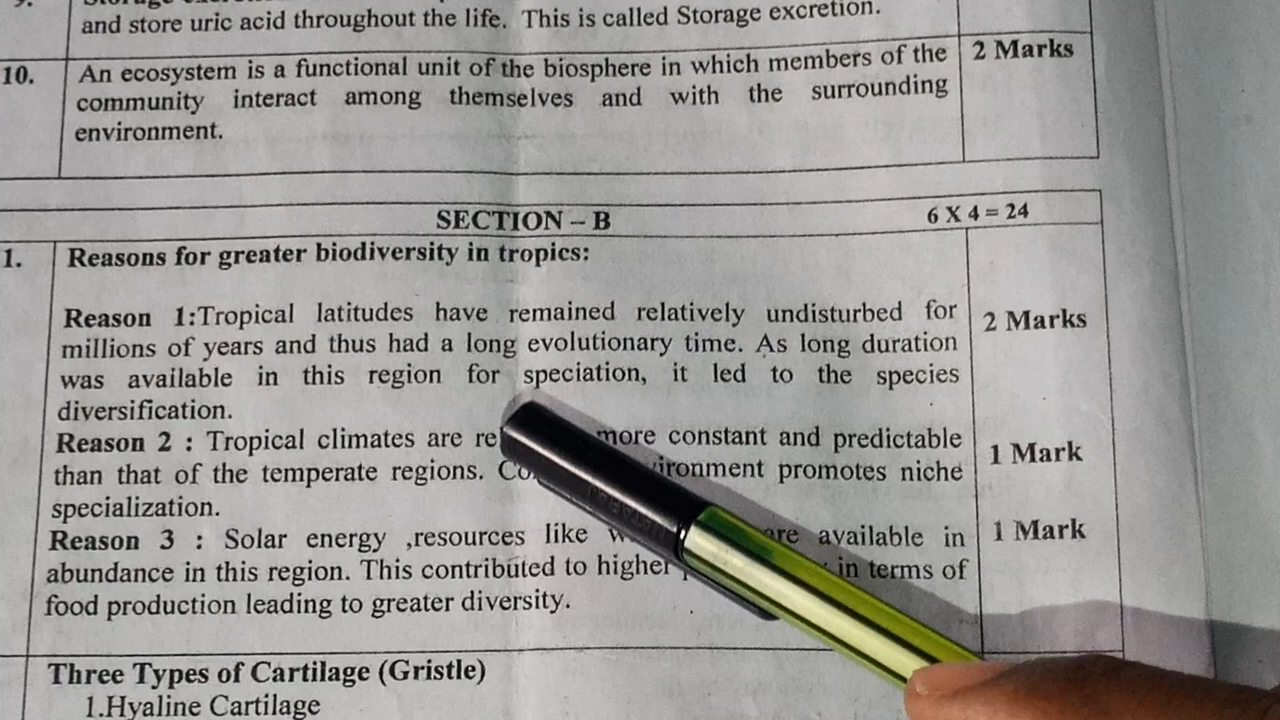 9.
and store uric acid throughout the life. This is called Storage excretion.
10. An ecosystem is a functional unit of the biosphere in which members of the 2 Marks
community interact among themselves and with the surrounding
environment.
SECTION – B 6 X 4 = 24
1. Reasons for greater biodiversity in tropics:
Reason 1:Tropical latitudes have remained relatively undisturbed for 2 Marks
millions of years and thus had a long evolutionary time. As long duration
was available in this region for speciation, it led to the species
diversification.
Reason 2 : Tropical climates are more constant and predictable 1 Mark
than that of the temperate regions. promotes niche
specialization.
Reason 3 : Solar energy ,resources like available in 1 Mark
abundance in this region. This contributed to higher in terms of
food production leading to greater diversity.
Three Types of Cartilage (Gristle)
1.Hyaline Cartilage